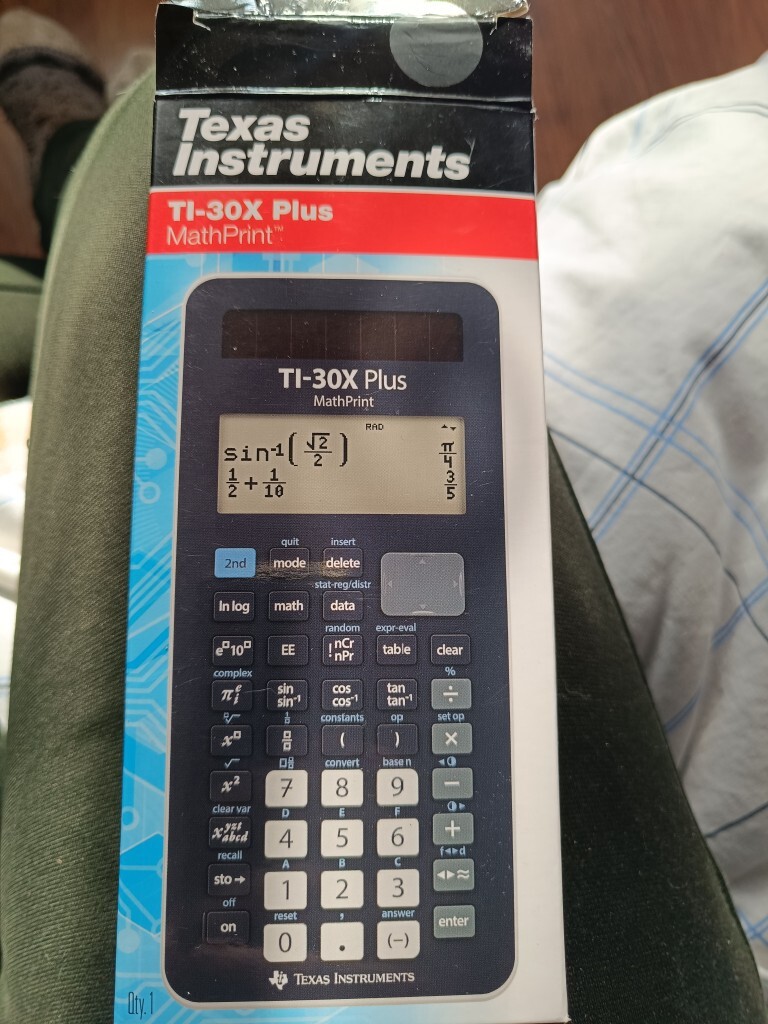 Texas
Instruments
TI-30X Plus
MathPrint™
TI-30X Plus
MathPrint
RAD
sin⁻¹(√2/2) π/4
1/2+1/10 3/5
quit insert
2nd mode delete
stat-reg/distr
ln log math data
random expr-eval
e□10□ EE ! nCr nPr table clear
complex %
π e i sin sin⁻¹ cos cos⁻¹ tan tan⁻¹ ÷
□√ 1/□ constants op set op
x□ □/□ ( ) ×
√ □□/□ convert base n ◂◑
x² 7 8 9 −
clear var D E F ◑▸
x yzt abcd 4 5 6 +
recall A B C f◂▸d
sto→ 1 2 3 ◂▸≈
off reset , answer
on 0 . (−) enter
TEXAS INSTRUMENTS
Qty. 1